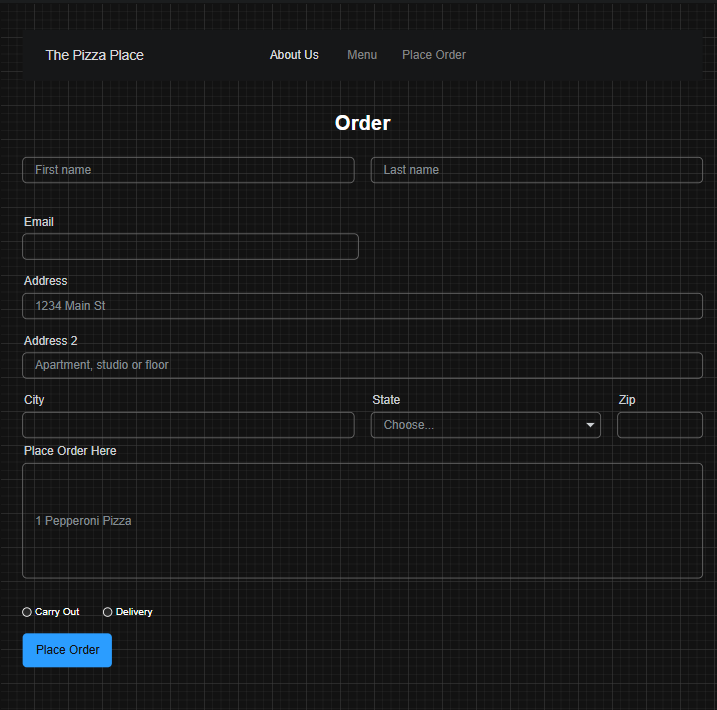 The Pizza Place About Us Menu Place Order
Order
First name Last name
Email
Address
1234 Main St
Address 2
Apartment, studio or floor
City State Zip
Choose...
Place Order Here
1 Pepperoni Pizza
Carry Out Delivery
Place Order